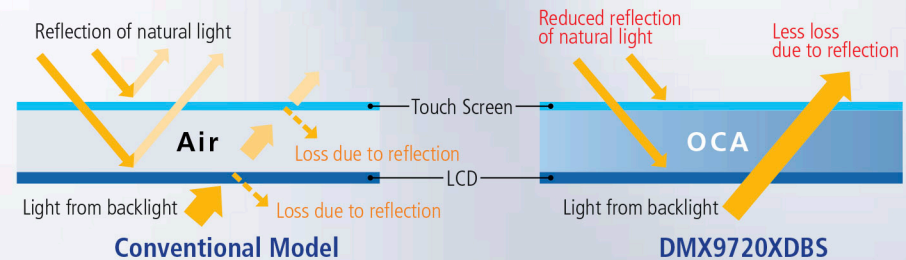 Reflection of natural light
Air
Loss due to reflection
Light from backlight
Loss due to reflection
Conventional Model
Touch Screen
LCD
Reduced reflection
of natural light
Less loss
due to reflection
OCA
Light from backlight
DMX9720XDBS